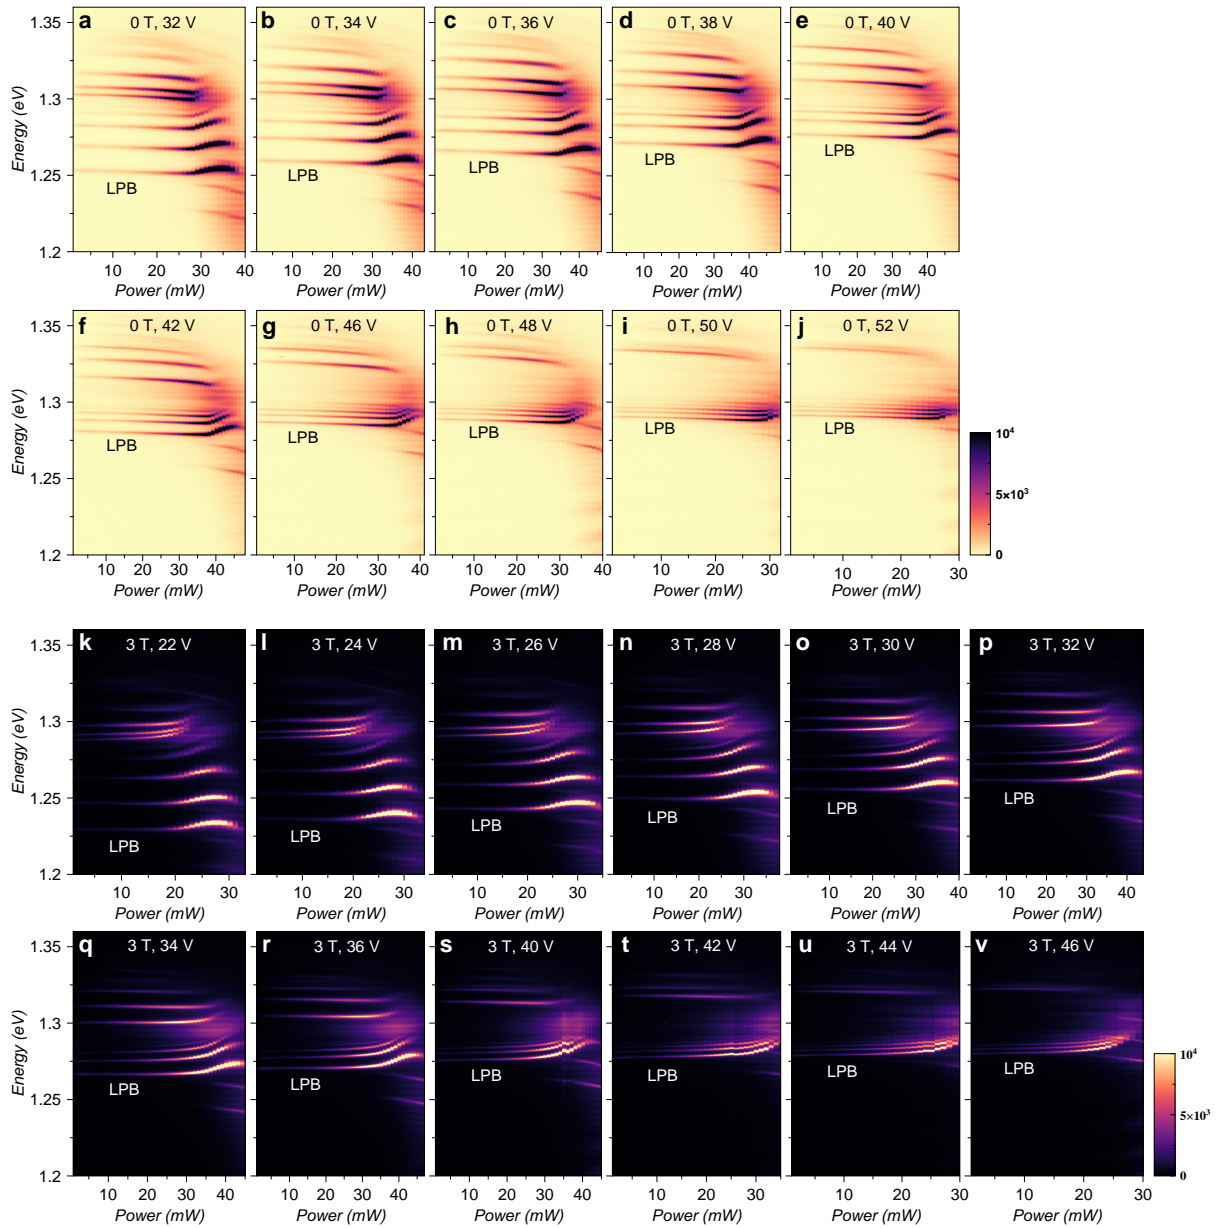 a 0 T, 32 V
b 0 T, 34 V
c 0 T, 36 V
d 0 T, 38 V
e 0 T, 40 V
1.35
1.3
1.25
1.2
Energy (eV)
LPB
LPB
LPB
LPB
LPB
10 20 30 40
10 20 30 40
10 20 30 40
10 20 30 40
10 20 30 40
Power (mW)
Power (mW)
Power (mW)
Power (mW)
Power (mW)
f 0 T, 42 V
g 0 T, 46 V
h 0 T, 48 V
i 0 T, 50 V
j 0 T, 52 V
1.35
1.3
1.25
1.2
Energy (eV)
LPB
LPB
LPB
LPB
LPB
10 20 30 40
10 20 30 40
10 20 30 40
0 10 20 30
10 20 30
Power (mW)
Power (mW)
Power (mW)
Power (mW)
Power (mW)
10⁴
5×10³
0
k 3 T, 22 V
l 3 T, 24 V
m 3 T, 26 V
n 3 T, 28 V
o 3 T, 30 V
p 3 T, 32 V
1.35
1.3
1.25
1.2
Energy (eV)
LPB
LPB
LPB
LPB
LPB
LPB
10 20 30
10 20 30
10 20 30
10 20 30
10 20 30 40
10 20 30 40
Power (mW)
Power (mW)
Power (mW)
Power (mW)
Power (mW)
Power (mW)
q 3 T, 34 V
r 3 T, 36 V
s 3 T, 40 V
t 3 T, 42 V
u 3 T, 44 V
v 3 T, 46 V
1.35
1.3
1.25
1.2
Energy (eV)
LPB
LPB
LPB
LPB
LPB
LPB
10 20 30 40
10 20 30 40
10 20 30 40
10 20 30
10 20 30
10 20 30
Power (mW)
Power (mW)
Power (mW)
Power (mW)
Power (mW)
Power (mW)
10⁴
5×10³
0